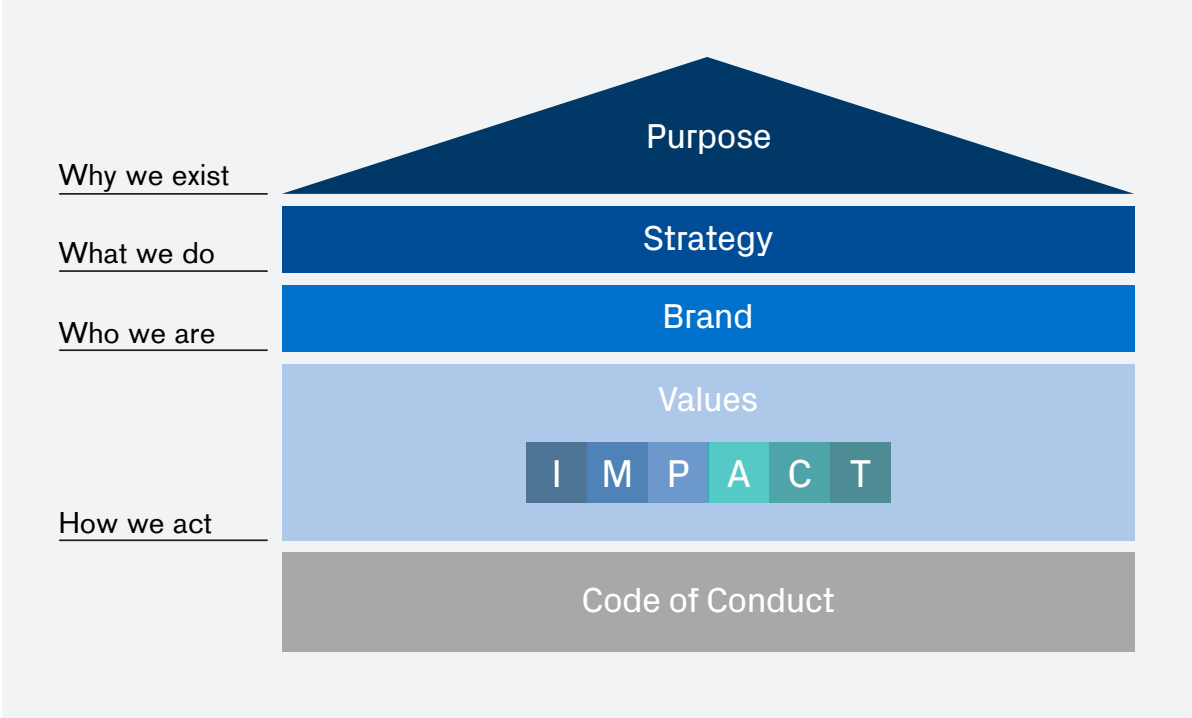 Purpose
Why we exist
Strategy
What we do
Brand
Who we are
Values
I M P A C T
How we act
Code of Conduct